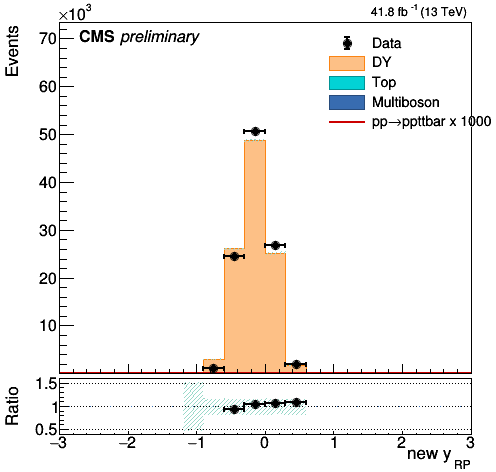 ×10³
41.8 fb⁻¹ (13 TeV)
CMS preliminary
Events
70
60
50
40
30
20
10
Data
DY
Top
Multiboson
pp→ppttbar x 1000
Ratio
1.5
1
0.5
−3 −2 −1 0 1 2 3
new y_RP